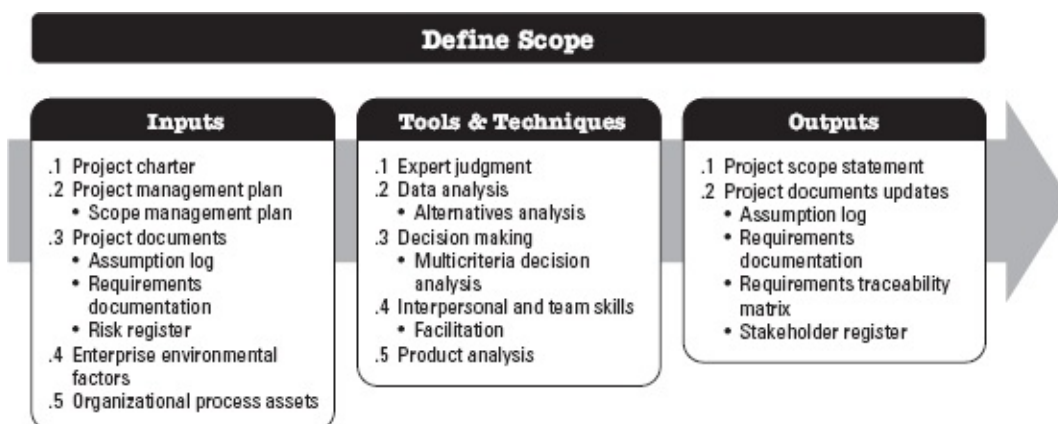 Define Scope
Inputs
.1 Project charter
.2 Project management plan
• Scope management plan
.3 Project documents
• Assumption log
• Requirements
documentation
• Risk register
.4 Enterprise environmental
factors
.5 Organizational process assets
Tools & Techniques
.1 Expert judgment
.2 Data analysis
• Alternatives analysis
.3 Decision making
• Multicriteria decision
analysis
.4 Interpersonal and team skills
• Facilitation
.5 Product analysis
Outputs
.1 Project scope statement
.2 Project documents updates
• Assumption log
• Requirements
documentation
• Requirements traceability
matrix
• Stakeholder register